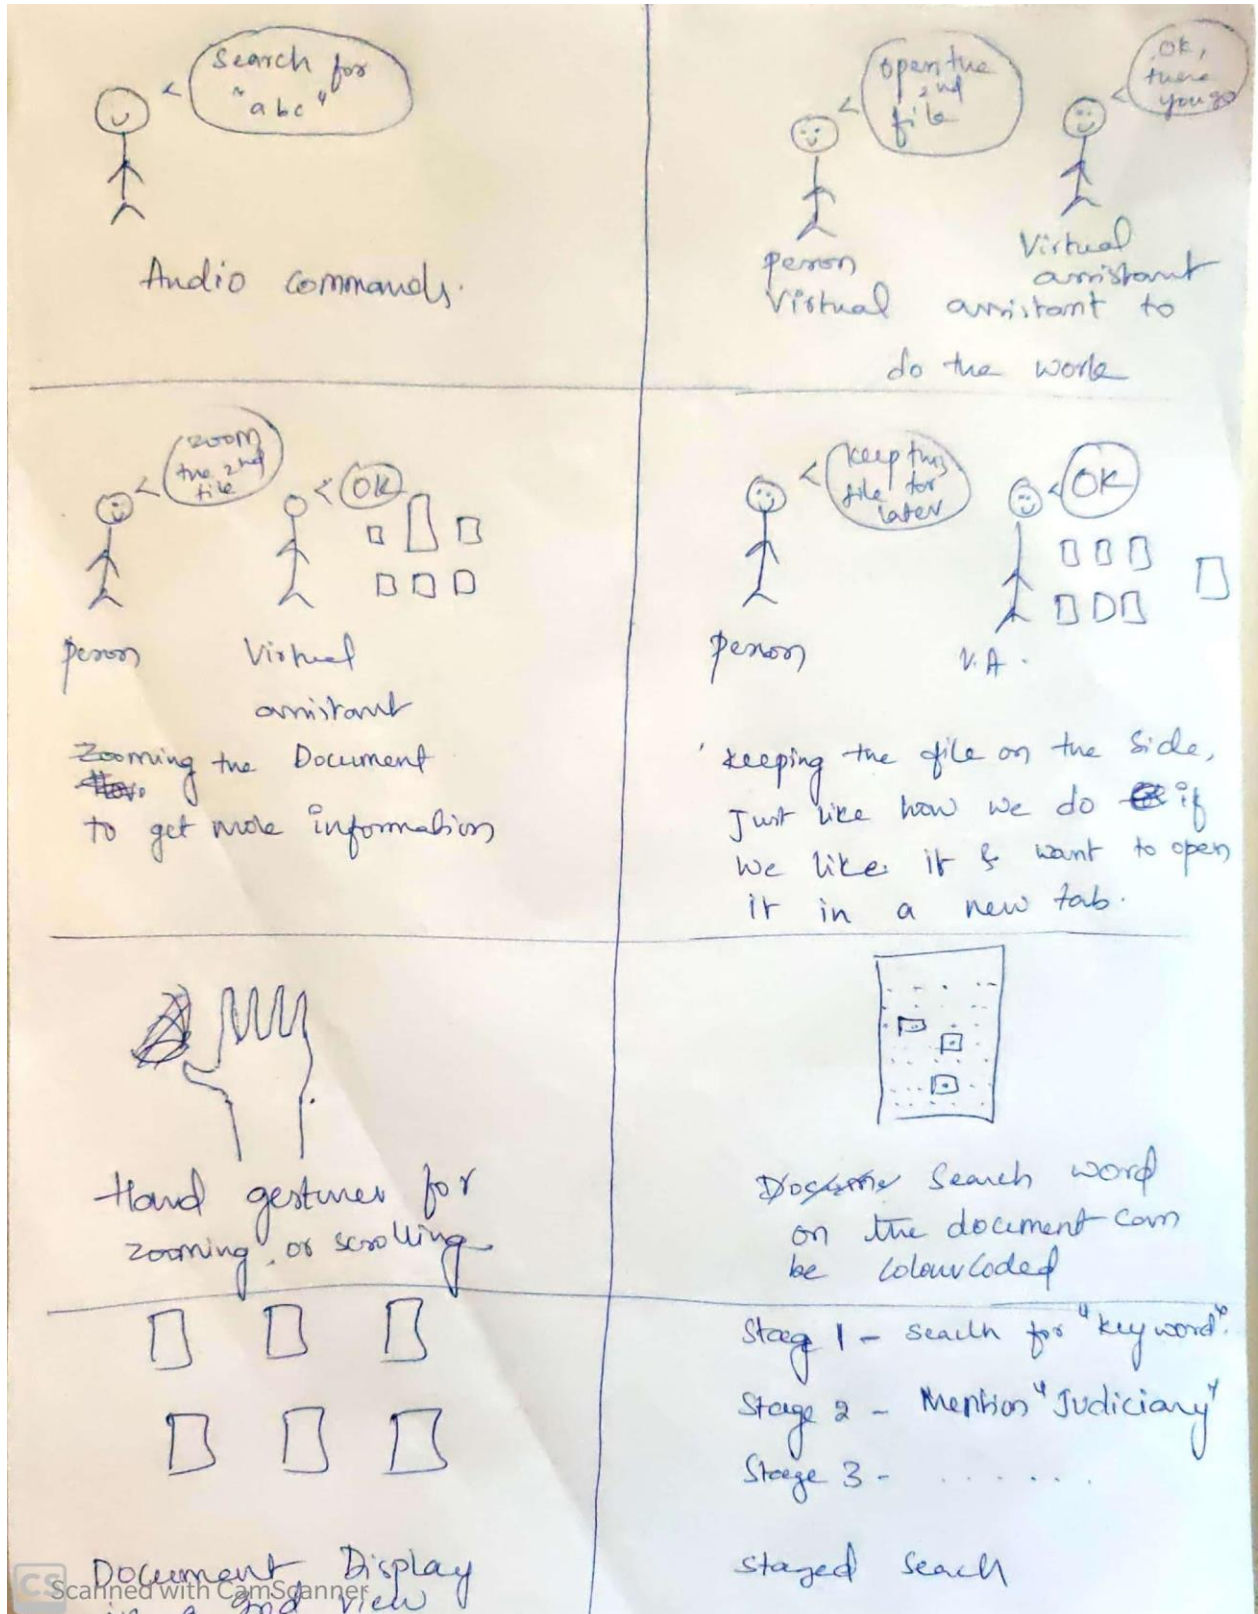 Search for
"abc"
Audio commands.
open the
2nd
file
OK,
there
you go
person
Virtual
assistant
Virtual assistant to
do the work
zoom
the 2nd
file
OK
person
Virtual
assistant
Zooming the Document
to get more information
keep this
file for
later
OK
person
V.A.
keeping the file on the side,
Just like how we do if
we like it & want to open
it in a new tab.
Hand gestures for
zooming or scrolling
Search word
on the document can
be colour coded
Document Display
in a grid view
Stag 1 - search for "keyword".
Stage 2 - Mention "Judiciary"
Stage 3 - . . . . . .
staged seach
CS Scanned with CamScanner